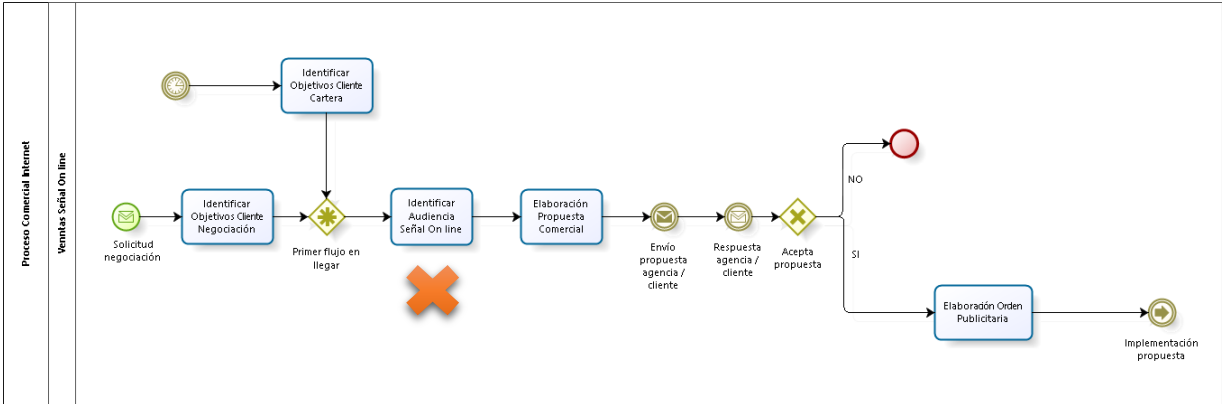 Proceso Comercial Internet
Vemntas Señal On line
Identificar
Objetivos Cliente
Cartera
Solicitud
negociación
Identificar
Objetivos Cliente
Negociación
Primer flujo en
llegar
Identificar
Audiencia
Señal On line
Elaboración
Propuesta
Comercial
Envío
propuesta
agencia /
cliente
Respuesta
agencia /
cliente
Acepta
propuesta
NO
SI
Elaboración Orden
Publicitaria
Implementación
propuesta